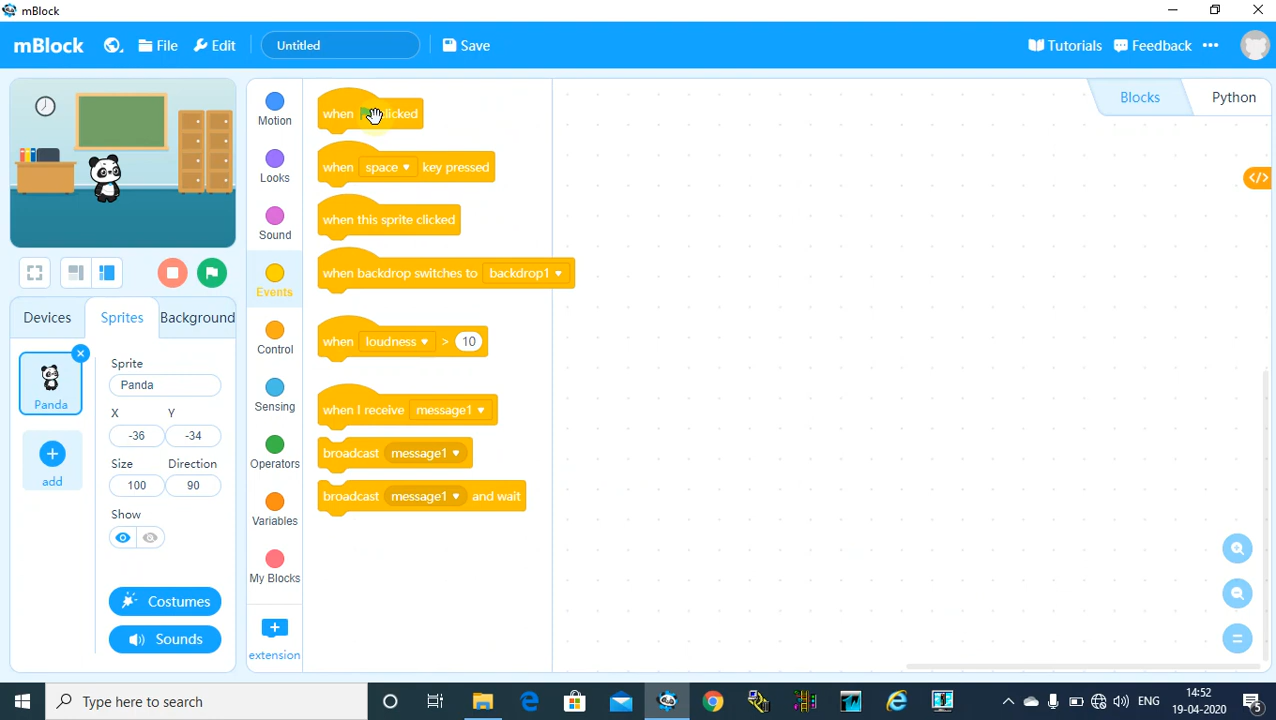 mBlock
mBlock File Edit Untitled Save Tutorials Feedback
Blocks Python
Motion
Looks
Sound
Events
Control
Sensing
Operators
Variables
My Blocks
extension
when clicked
when space key pressed
when this sprite clicked
when backdrop switches to backdrop1
when loudness > 10
when I receive message1
broadcast message1
broadcast message1 and wait
</>
Devices Sprites Background
Panda
add
Sprite
Panda
X Y
-36 -34
Size Direction
100 90
Show
Costumes
Sounds
Type here to search
ENG
14:52
19-04-2020
5